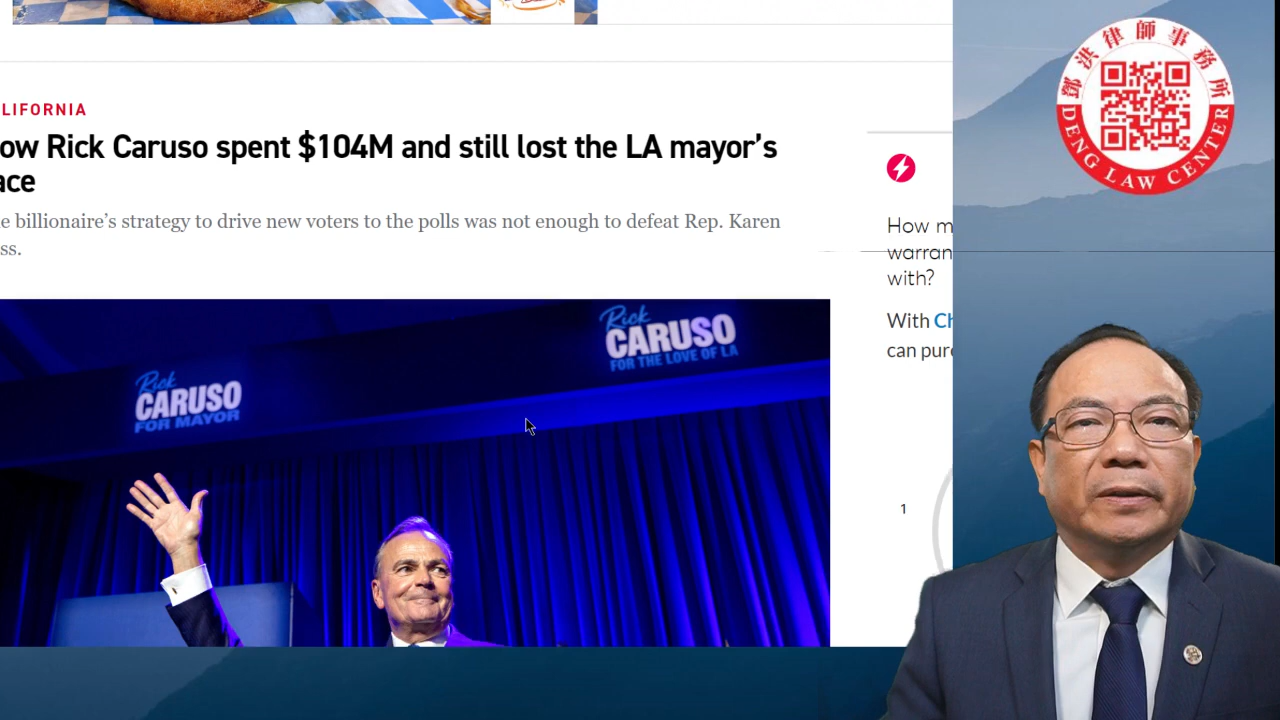 LIFORNIA
ow Rick Caruso spent $104M and still lost the LA mayor's
ace
e billionaire's strategy to drive new voters to the polls was not enough to defeat Rep. Karen
ss.
Rick
CARUSO
FOR MAYOR
Rick
CARUSO
FOR THE LOVE OF LA
How m
warran
with?
With Ch
can purc
1
鄧洪律師事務所
DENG LAW CENTER